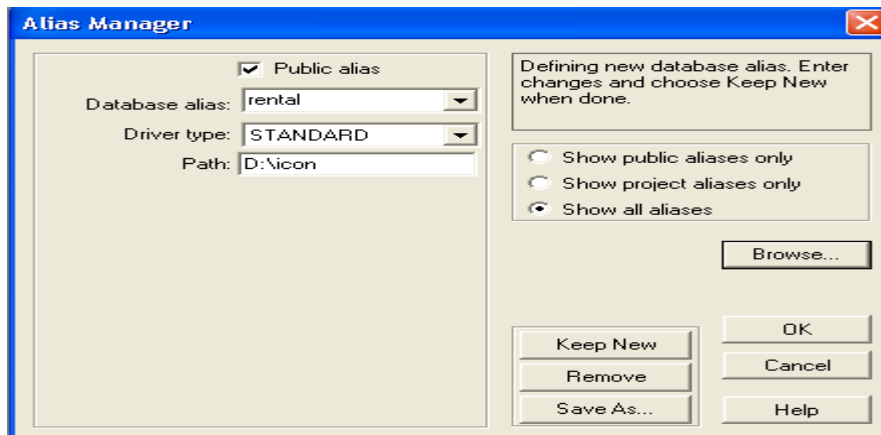 Alias Manager
Public alias
Database alias: rental
Driver type: STANDARD
Path: D:\icon
Defining new database alias. Enter
changes and choose Keep New
when done.
Show public aliases only
Show project aliases only
Show all aliases
Browse...
Keep New
Remove
Save As...
OK
Cancel
Help